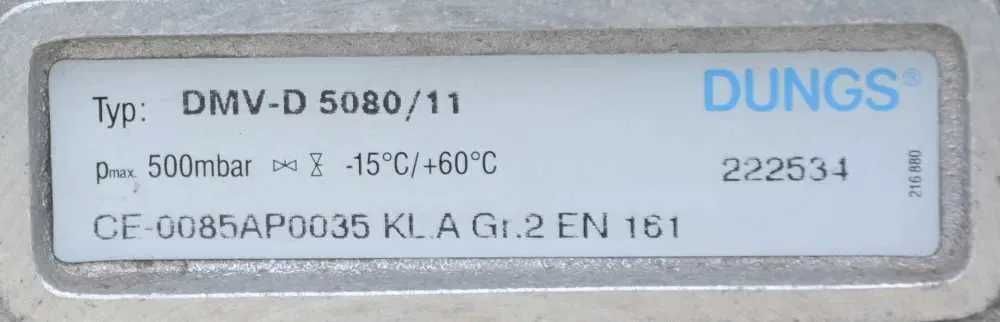 DUNGS®
Typ: DMV-D 5080/11
pmax. 500mbar -15°C/+60°C
222534
216 880
CE-0085AP0035 KL.A Gr.2 EN 161